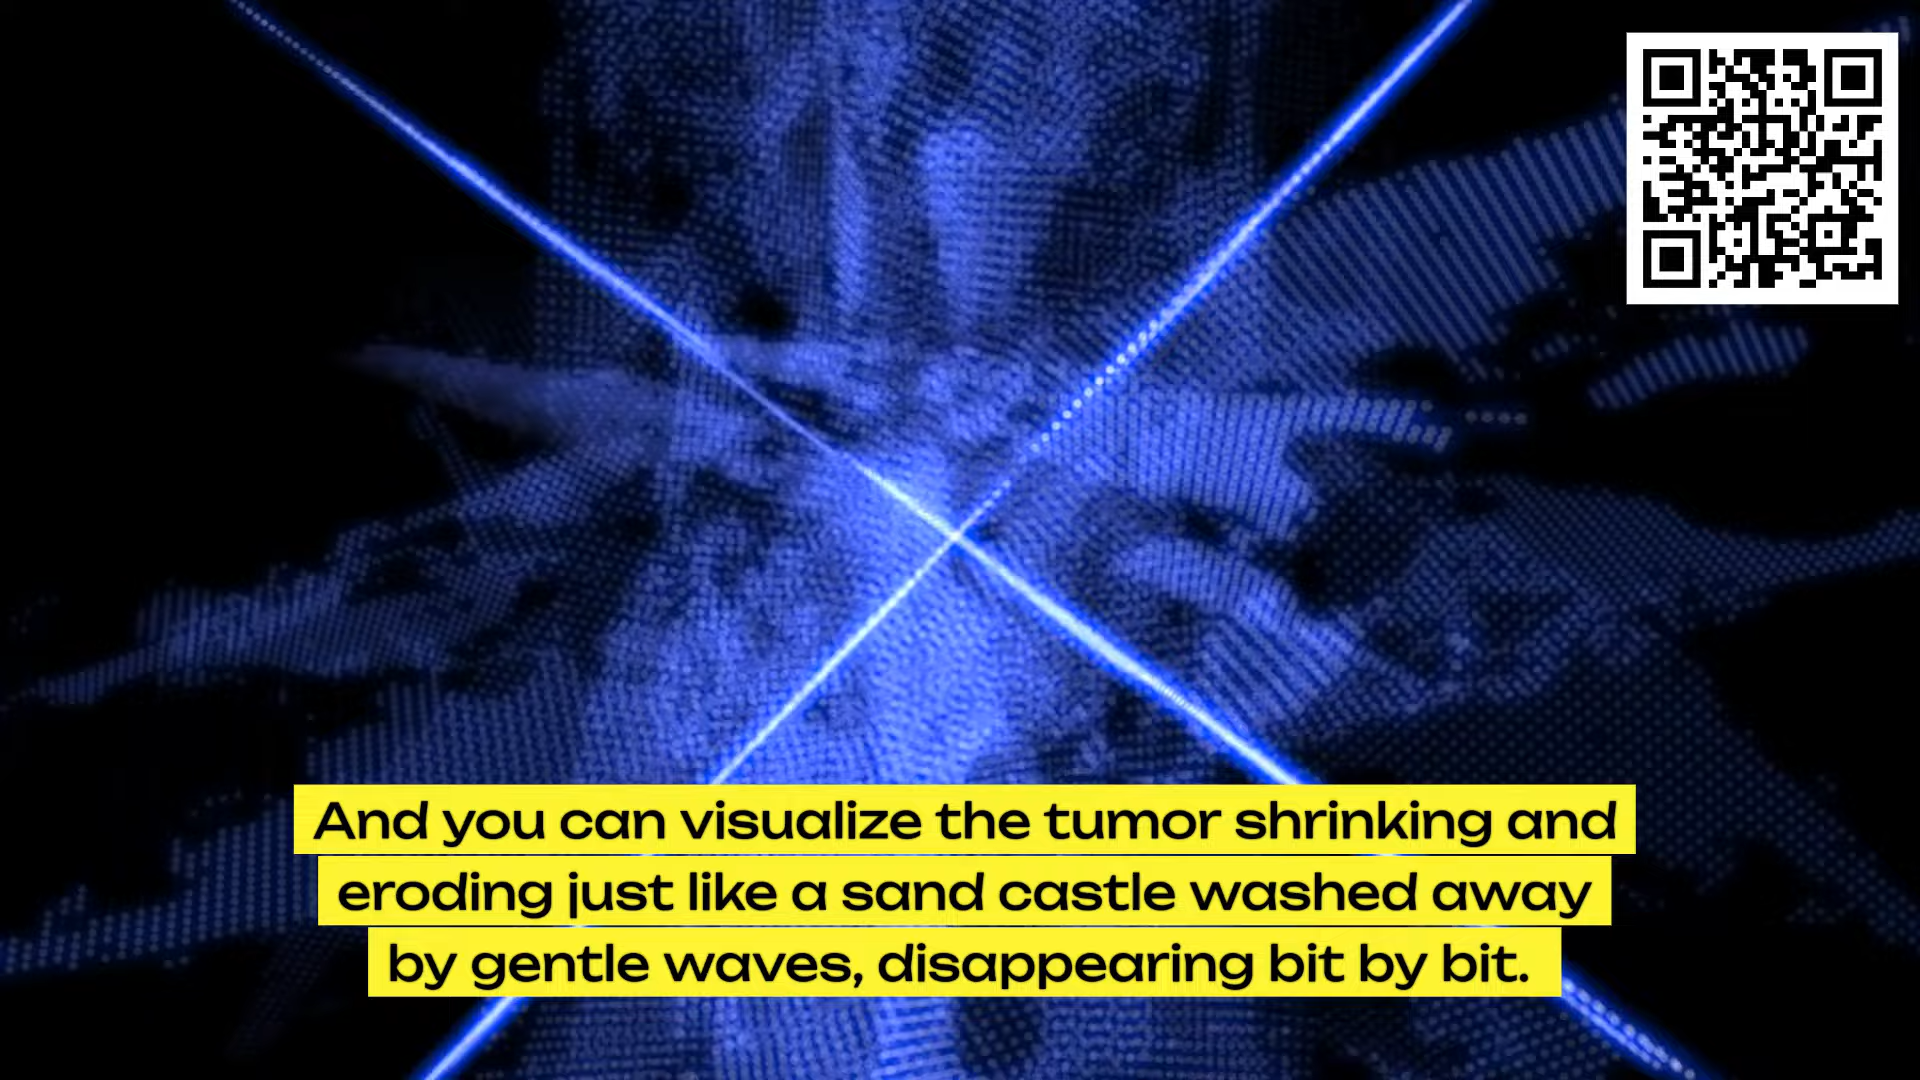 And you can visualize the tumor shrinking and
eroding just like a sand castle washed away
by gentle waves, disappearing bit by bit.